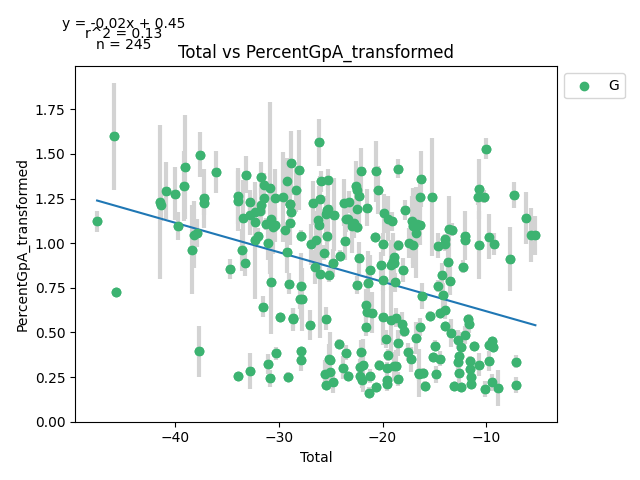 y = -0.02x + 0.45
r^2 = 0.13
n = 245
Total vs PercentGpA_transformed
G
PercentGpA_transformed
1.75
1.50
1.25
1.00
0.75
0.50
0.25
0.00
−40 −30 −20 −10
Total